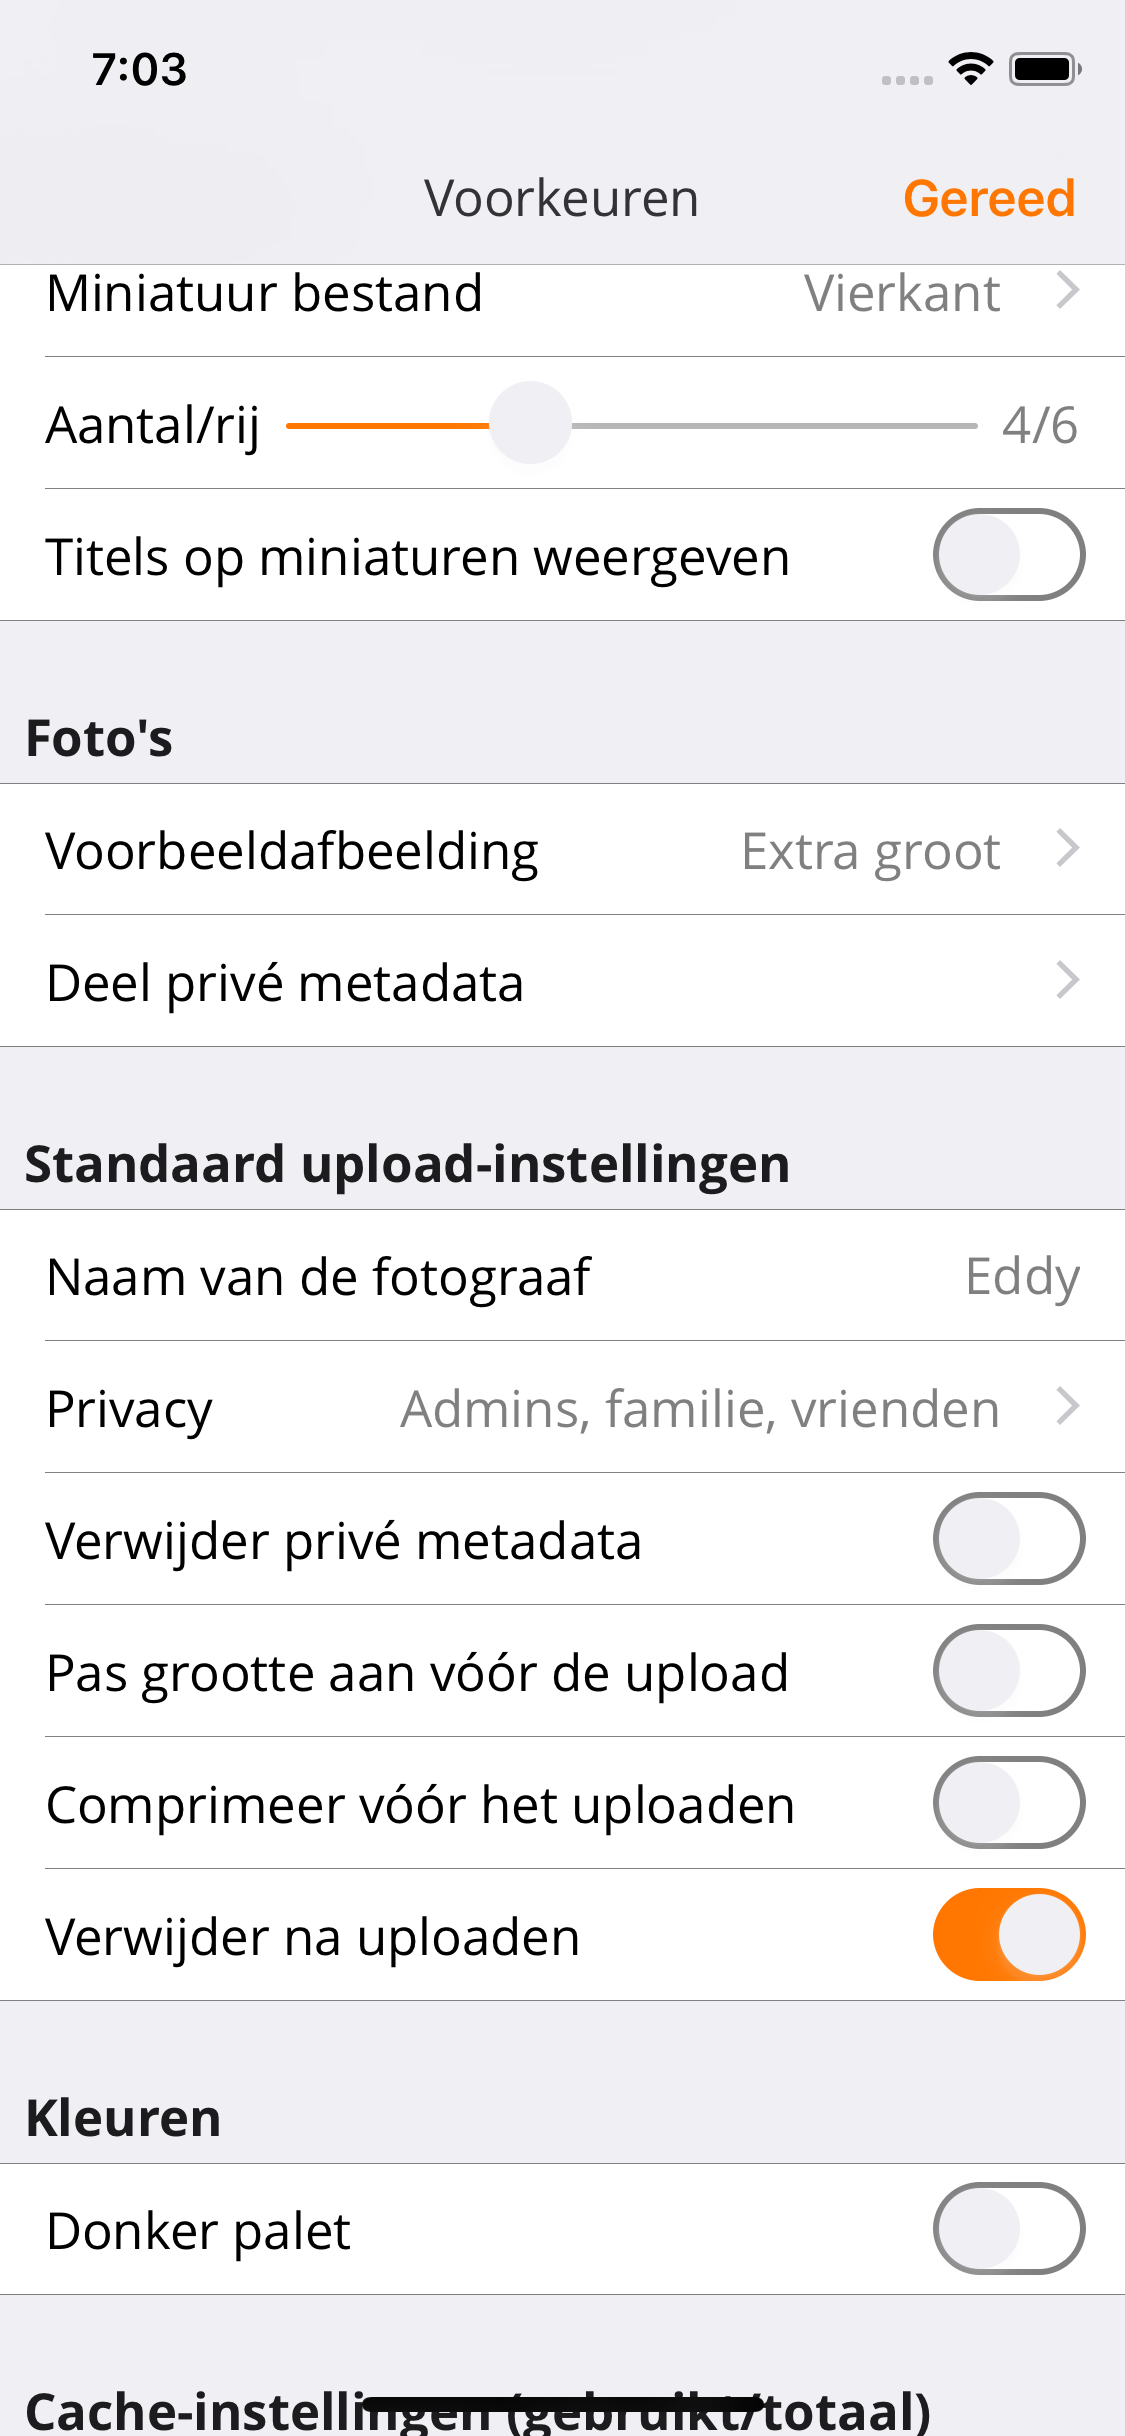 7:03
Voorkeuren
Gereed
Miniatuur bestand Vierkant
Aantal/rij 4/6
Titels op miniaturen weergeven
Foto's
Voorbeeldafbeelding Extra groot
Deel privé metadata
Standaard upload-instellingen
Naam van de fotograaf Eddy
Privacy Admins, familie, vrienden
Verwijder privé metadata
Pas grootte aan vóór de upload
Comprimeer vóór het uploaden
Verwijder na uploaden
Kleuren
Donker palet
Cache-instellingen (gebruikt/totaal)